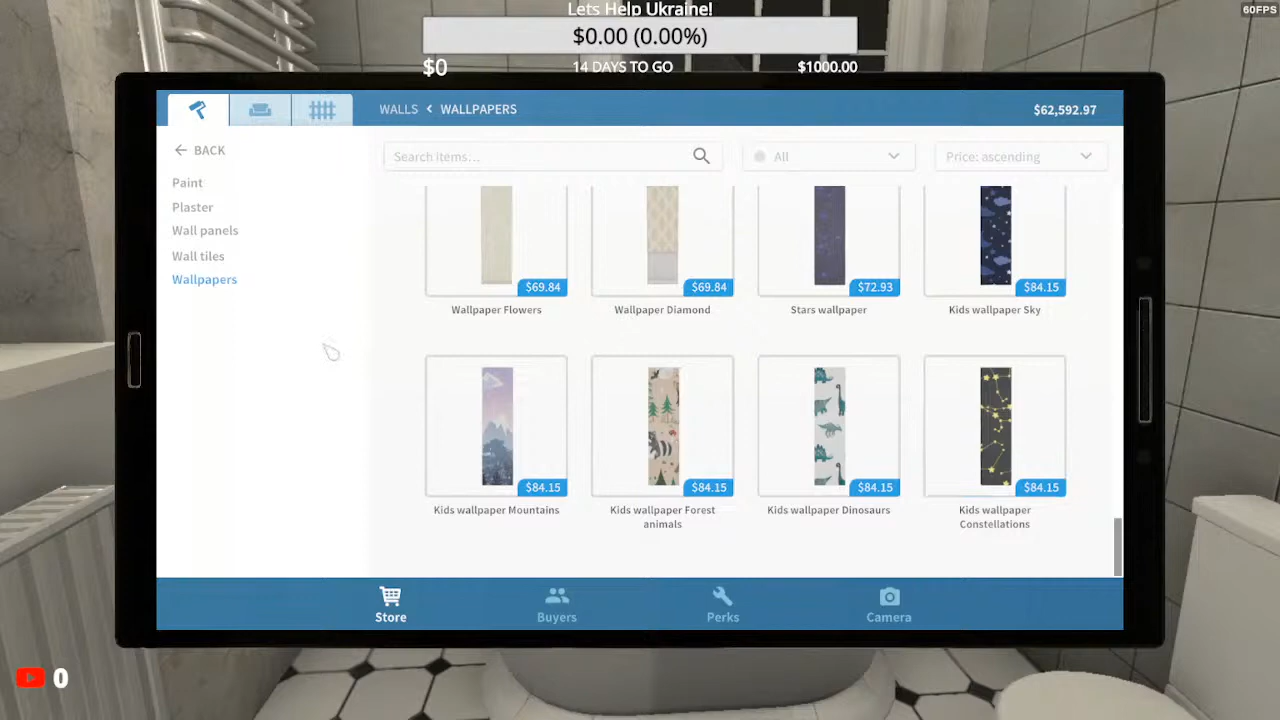 Lets Help Ukraine!
60FPS
$0.00 (0.00%)
$0
14 DAYS TO GO
$1000.00
WALLS < WALLPAPERS
$62,592.97
BACK
Search items...
All
Price: ascending
Paint
Plaster
Wall panels
Wall tiles
Wallpapers
$69.84
$69.84
$72.93
$84.15
Wallpaper Flowers
Wallpaper Diamond
Stars wallpaper
Kids wallpaper Sky
$84.15
$84.15
$84.15
$84.15
Kids wallpaper Mountains
Kids wallpaper Forest
animals
Kids wallpaper Dinosaurs
Kids wallpaper
Constellations
Store
Buyers
Perks
Camera
0